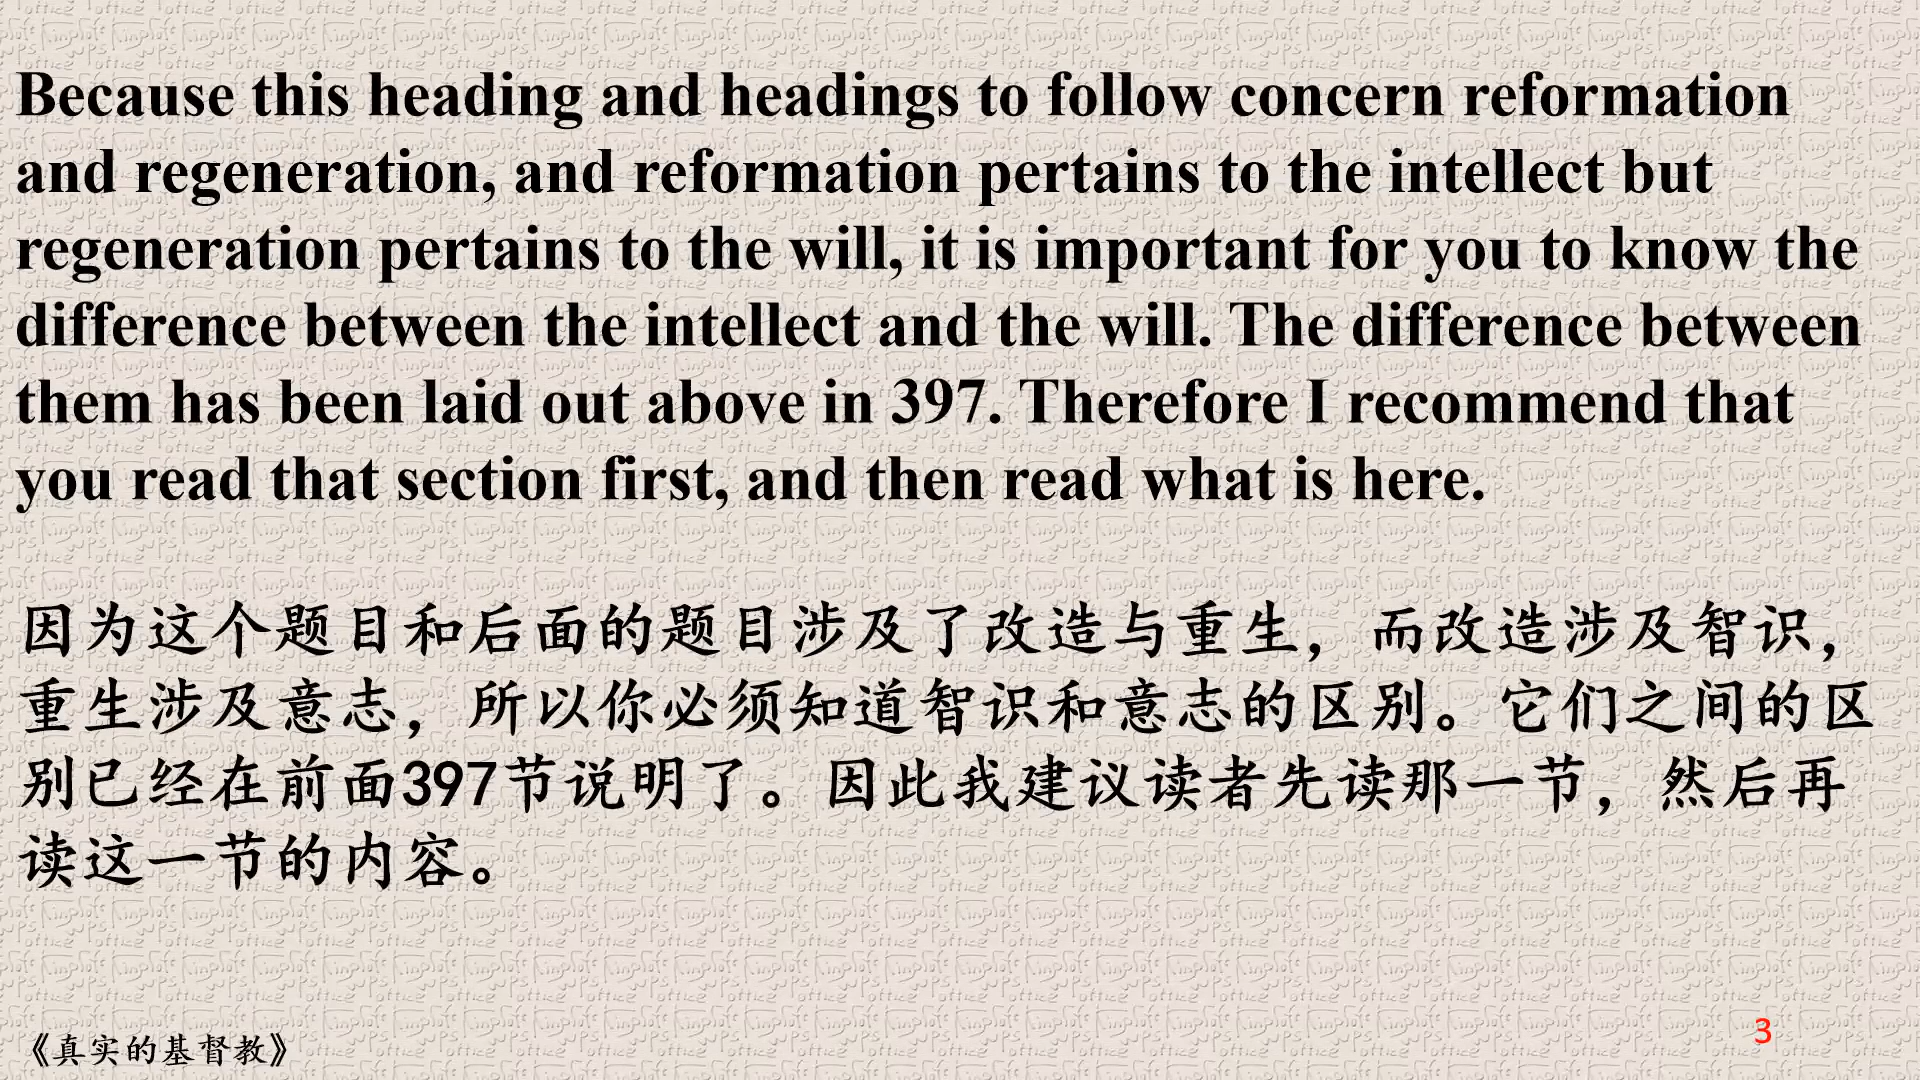 Because this heading and headings to follow concern reformation
and regeneration, and reformation pertains to the intellect but
regeneration pertains to the will, it is important for you to know the
difference between the intellect and the will. The difference between
them has been laid out above in 397. Therefore I recommend that
you read that section first, and then read what is here.
因为这个题目和后面的题目涉及了改造与重生，而改造涉及智识，
重生涉及意志，所以你必须知道智识和意志的区别。它们之间的区
别已经在前面397节说明了。因此我建议读者先读那一节，然后再
读这一节的内容。
《真实的基督教》
3